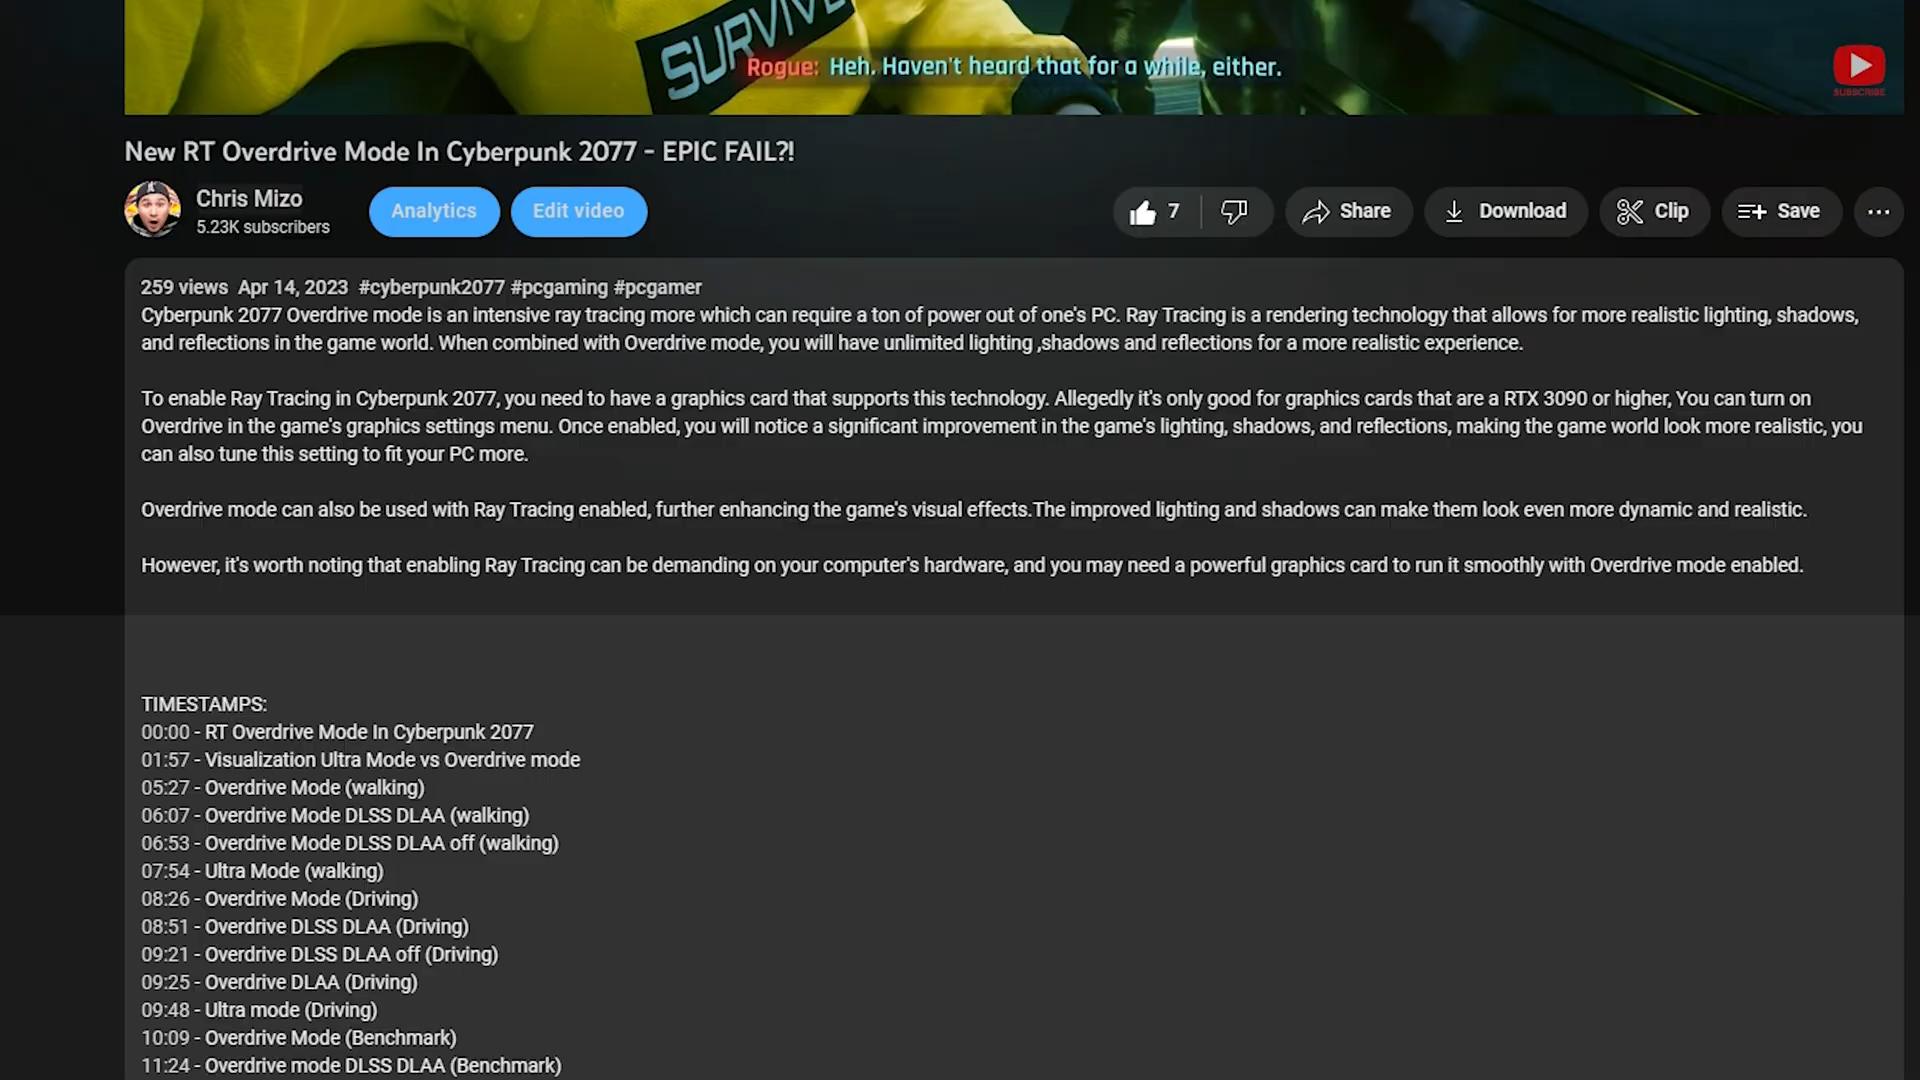 SURVIVE
Rogue: Heh. Haven't heard that for a while, either.
SUBSCRIBE
New RT Overdrive Mode In Cyberpunk 2077 - EPIC FAIL?!
Chris Mizo
5.23K subscribers
Analytics
Edit video
7
Share
Download
Clip
Save
259 views  Apr 14, 2023  #cyberpunk2077 #pcgaming #pcgamer
Cyberpunk 2077 Overdrive mode is an intensive ray tracing more which can require a ton of power out of one's PC. Ray Tracing is a rendering technology that allows for more realistic lighting, shadows,
and reflections in the game world. When combined with Overdrive mode, you will have unlimited lighting ,shadows and reflections for a more realistic experience.
To enable Ray Tracing in Cyberpunk 2077, you need to have a graphics card that supports this technology. Allegedly it's only good for graphics cards that are a RTX 3090 or higher, You can turn on
Overdrive in the game's graphics settings menu. Once enabled, you will notice a significant improvement in the game's lighting, shadows, and reflections, making the game world look more realistic, you
can also tune this setting to fit your PC more.
Overdrive mode can also be used with Ray Tracing enabled, further enhancing the game's visual effects.The improved lighting and shadows can make them look even more dynamic and realistic.
However, it's worth noting that enabling Ray Tracing can be demanding on your computer's hardware, and you may need a powerful graphics card to run it smoothly with Overdrive mode enabled.
TIMESTAMPS:
00:00 - RT Overdrive Mode In Cyberpunk 2077
01:57 - Visualization Ultra Mode vs Overdrive mode
05:27 - Overdrive Mode (walking)
06:07 - Overdrive Mode DLSS DLAA (walking)
06:53 - Overdrive Mode DLSS DLAA off (walking)
07:54 - Ultra Mode (walking)
08:26 - Overdrive Mode (Driving)
08:51 - Overdrive DLSS DLAA (Driving)
09:21 - Overdrive DLSS DLAA off (Driving)
09:25 - Overdrive DLAA (Driving)
09:48 - Ultra mode (Driving)
10:09 - Overdrive Mode (Benchmark)
11:24 - Overdrive mode DLSS DLAA (Benchmark)